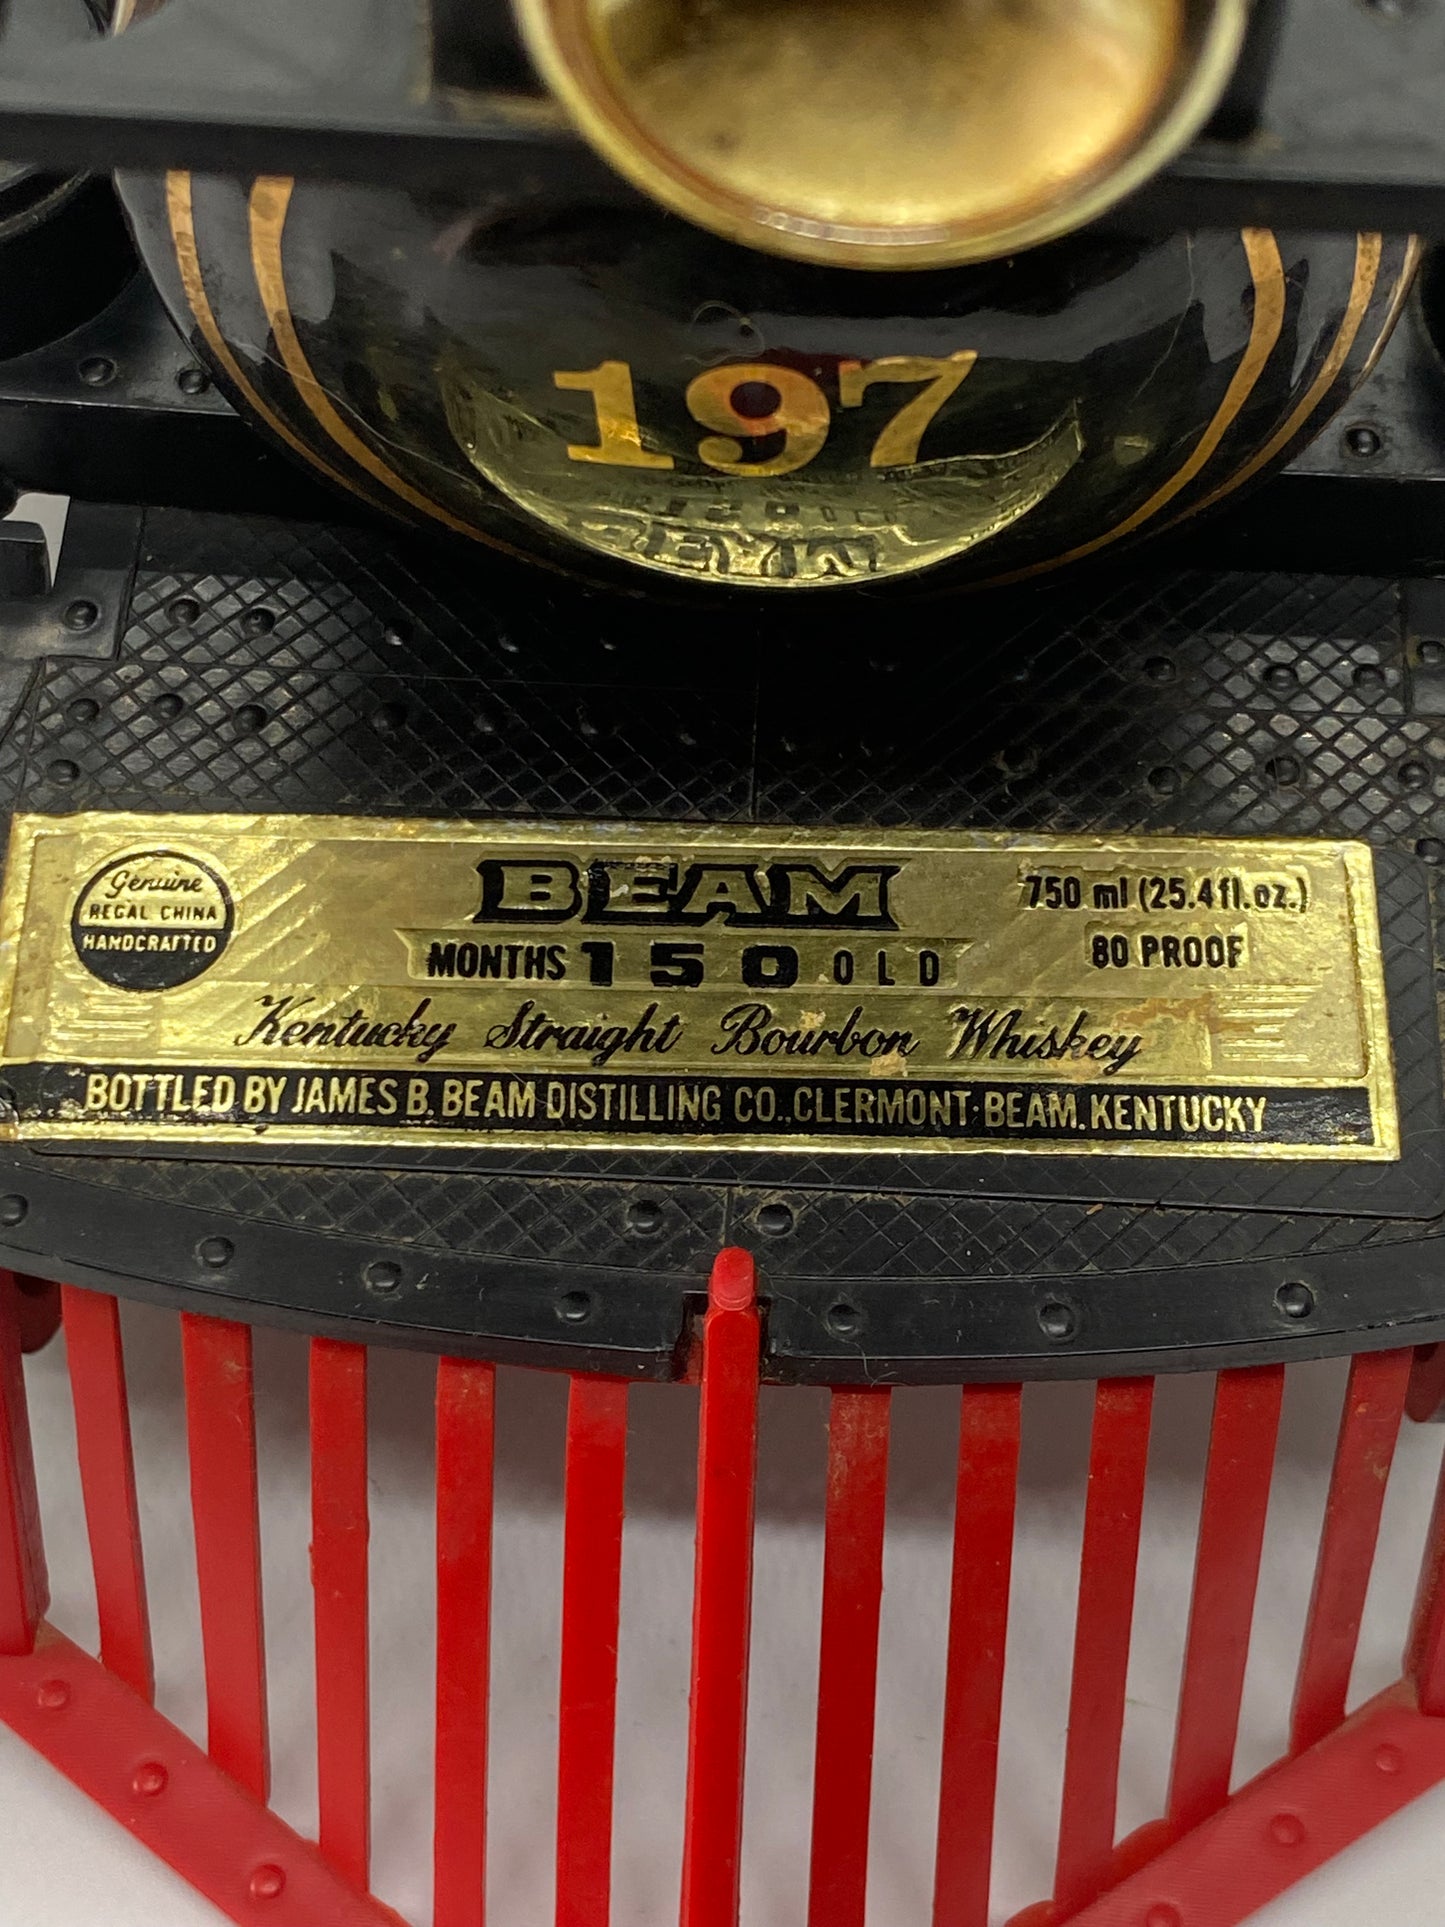 197
BEAM
Genuine
REGAL CHINA
HANDCRAFTED
BEAM
750 ml (25.4 fl. oz.)
MONTHS 150 OLD
80 PROOF
Kentucky Straight Bourbon Whiskey
BOTTLED BY JAMES B. BEAM DISTILLING CO., CLERMONT·BEAM. KENTUCKY